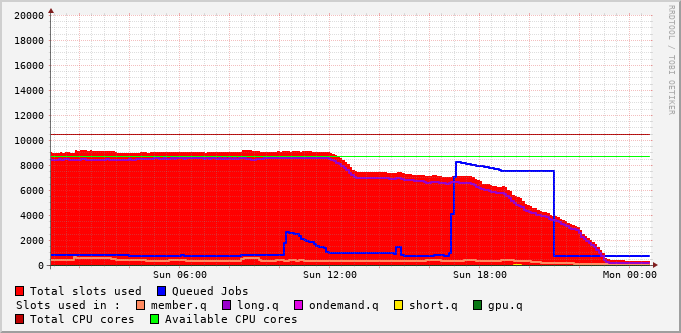 RRDTOOL / TOBI OETIKER
20000
18000
16000
14000
12000
10000
8000
6000
4000
2000
0
Sun 06:00 Sun 12:00 Sun 18:00 Mon 00:00
Total slots used Queued Jobs
Slots used in : member.q long.q ondemand.q short.q gpu.q
Total CPU cores Available CPU cores